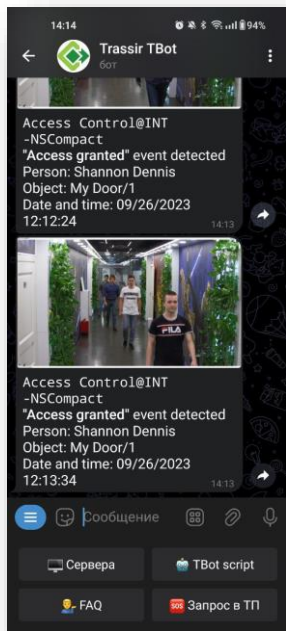 14:14
94%
Trassir TBot
бот
Access Control@INT
-NSCompact
"Access granted" event detected
Person: Shannon Dennis
Object: My Door/1
Date and time: 09/26/2023
12:12:24
14:13
FILA
Access Control@INT
-NSCompact
"Access granted" event detected
Person: Shannon Dennis
Object: My Door/1
Date and time: 09/26/2023
12:13:34
14:13
Сообщение
Сервера
TBot script
FAQ
SOS Запрос в ТП